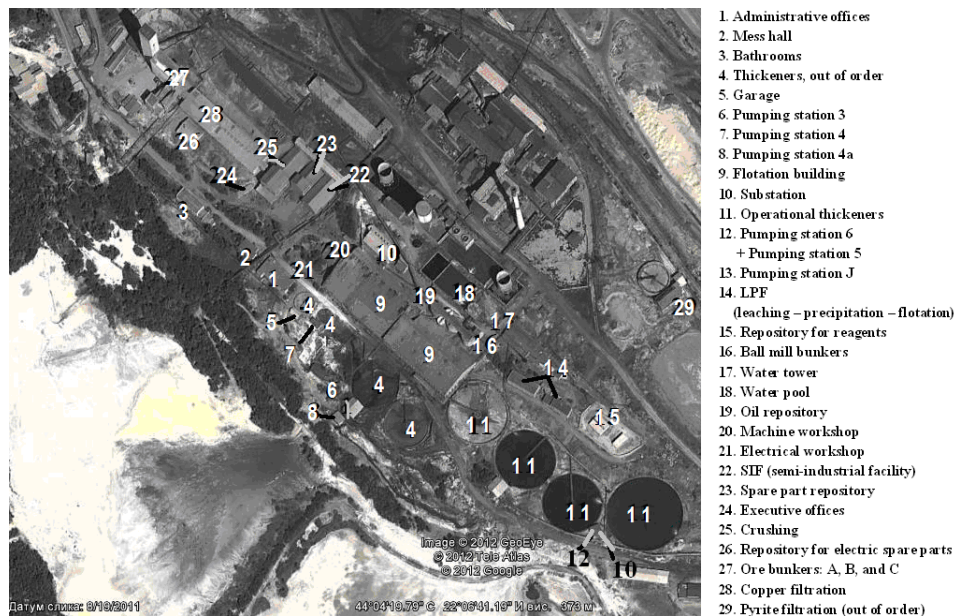 27
28
26
25
23
24
22
3
2
20
10
21
1
4
9
19
18
29
5
4
17
7
1
16
9
14
6
4
8
1
15
4
11
11
11
11
12
10
Image © 2012 GeoEye
© 2012 Tele Atlas
© 2012 Google
Датум слика: 8/19/2011
44°04'19.79" С 22°06'41.19" И вис. 373 m
1. Administrative offices
2. Mess hall
3. Bathrooms
4. Thickeners, out of order
5. Garage
6. Pumping station 3
7. Pumping station 4
8. Pumping station 4a
9. Flotation building
10. Substation
11. Operational thickeners
12. Pumping station 6
+ Pumping station 5
13. Pumping station J
14. LPF
(leaching – precipitation – flotation)
15. Repository for reagents
16. Ball mill bunkers
17. Water tower
18. Water pool
19. Oil repository
20. Machine workshop
21. Electrical workshop
22. SIF (semi-industrial facility)
23. Spare part repository
24. Executive offices
25. Crushing
26. Repository for electric spare parts
27. Ore bunkers: A, B, and C
28. Copper filtration
29. Pyrite filtration (out of order)